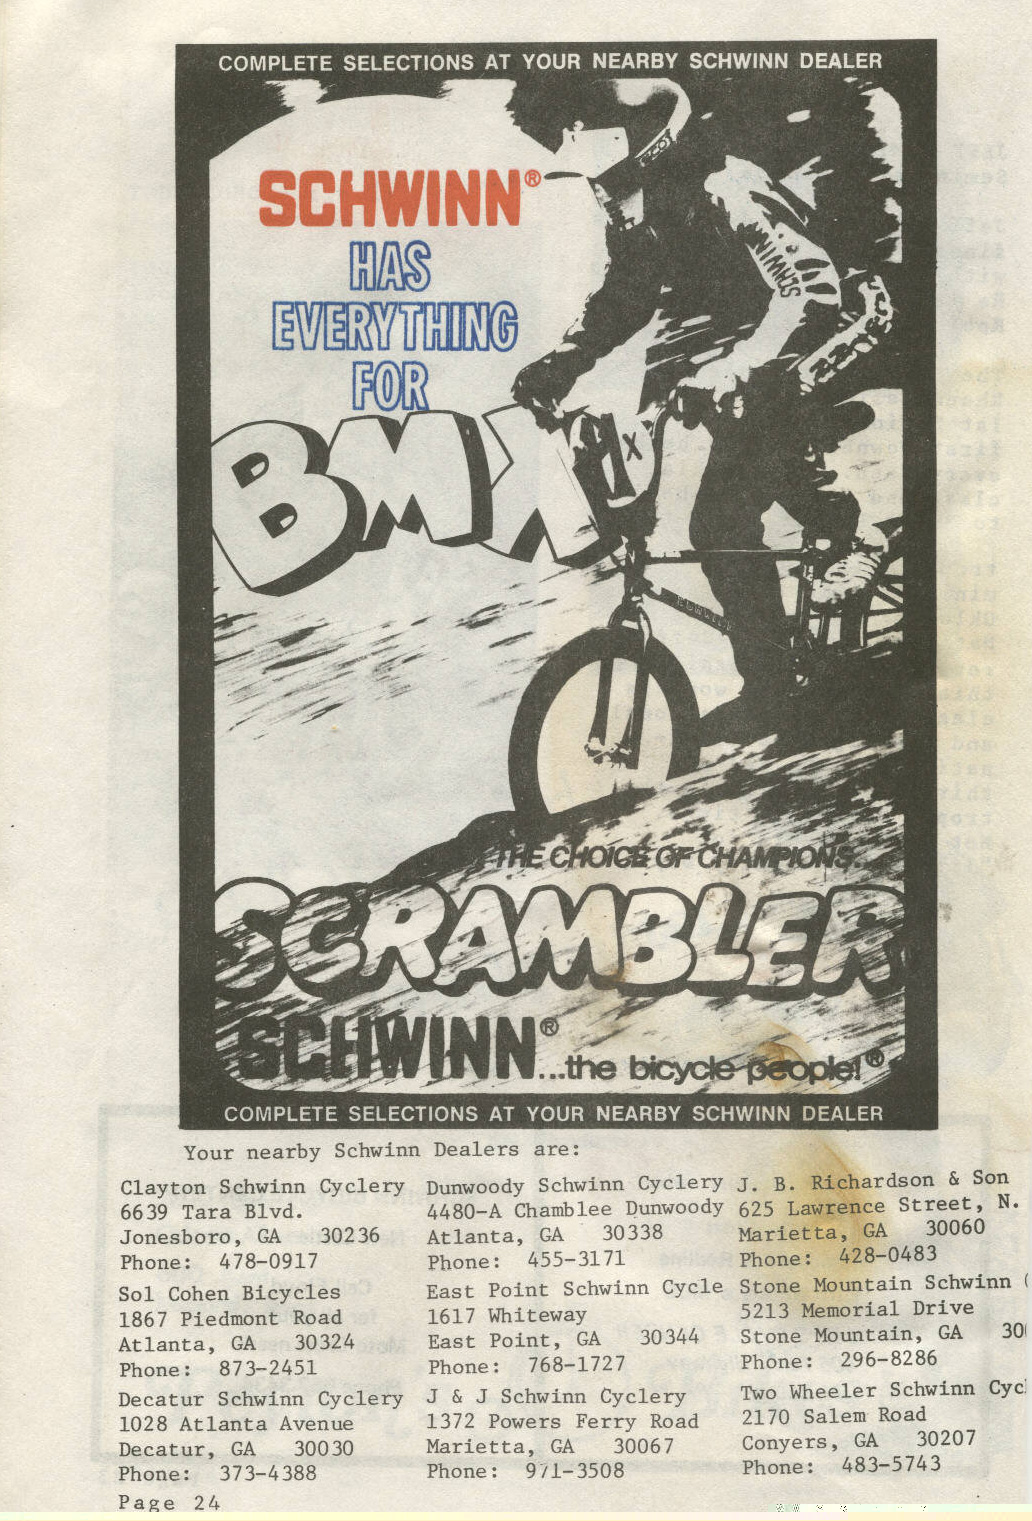 COMPLETE SELECTIONS AT YOUR NEARBY SCHWINN DEALER
SCHWINN®
HAS
EVERYTHING
FOR
BMX
SCHWINN
THE CHOICE OF CHAMPIONS...
SCRAMBLER
SCHWINN® ...the bicycle people!®
COMPLETE SELECTIONS AT YOUR NEARBY SCHWINN DEALER
Your nearby Schwinn Dealers are:
Clayton Schwinn Cyclery
6639 Tara Blvd.
Jonesboro, GA 30236
Phone: 478-0917
Sol Cohen Bicycles
1867 Piedmont Road
Atlanta, GA 30324
Phone: 873-2451
Decatur Schwinn Cyclery
1028 Atlanta Avenue
Decatur, GA 30030
Phone: 373-4388
Dunwoody Schwinn Cyclery
4480-A Chamblee Dunwoody
Atlanta, GA 30338
Phone: 455-3171
East Point Schwinn Cycle
1617 Whiteway
East Point, GA 30344
Phone: 768-1727
J & J Schwinn Cyclery
1372 Powers Ferry Road
Marietta, GA 30067
Phone: 971-3508
J. B. Richardson & Son
625 Lawrence Street, N.
Marietta, GA 30060
Phone: 428-0483
Stone Mountain Schwinn
5213 Memorial Drive
Stone Mountain, GA 30
Phone: 296-8286
Two Wheeler Schwinn Cyc
2170 Salem Road
Conyers, GA 30207
Phone: 483-5743
Page 24